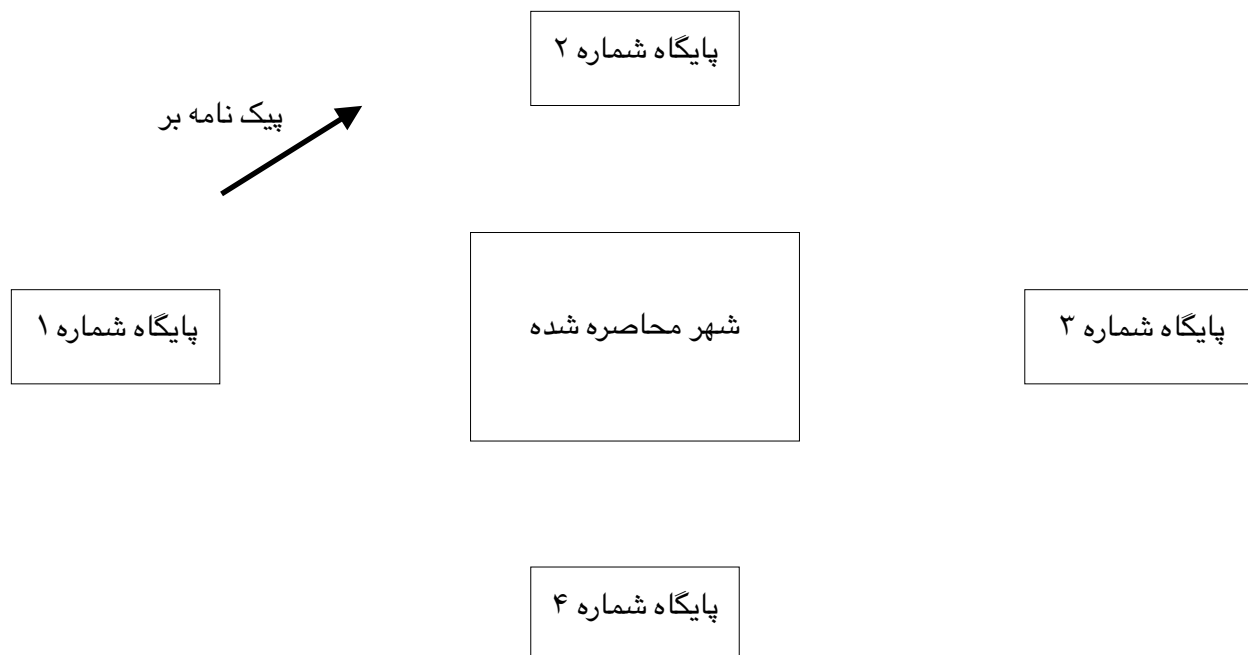 پایگاه شماره ۲
پیک نامه بر
شهر محاصره شده
پایگاه شماره ۱
پایگاه شماره ۳
پایگاه شماره ۴